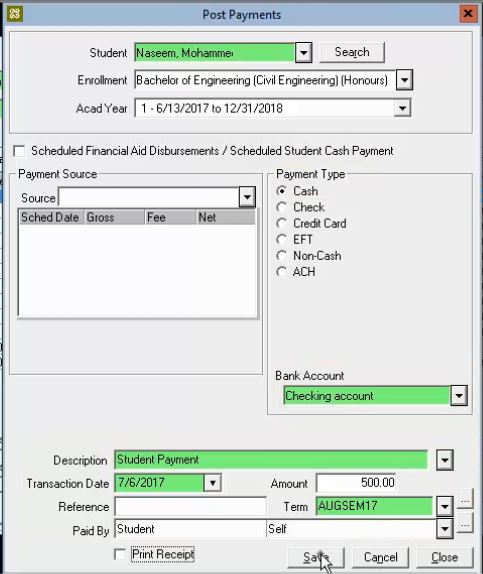 Post Payments
Student Naseem, Mohamme Search
Enrollment Bachelor of Engineering (Civil Engineering) (Honours)
Acad Year 1 - 6/13/2017 to 12/31/2018
Scheduled Financial Aid Disbursements / Scheduled Student Cash Payment
Payment Source
Source
Sched Date Gross Fee Net
Payment Type
Cash
Check
Credit Card
EFT
Non-Cash
ACH
Bank Account
Checking account
Description Student Payment
Transaction Date 7/6/2017 Amount 500.00
Reference Term AUGSEM17 ...
Paid By Student Self ...
Print Receipt Save Cancel Close